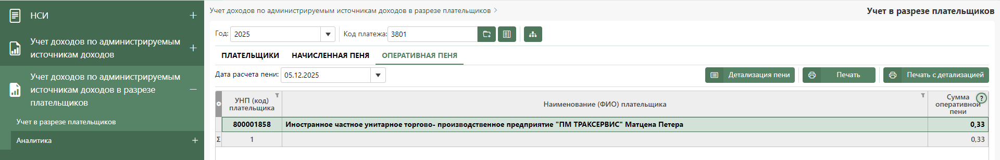 НСИ
Учет доходов по администрируемым
источникам доходов
Учет доходов по администрируемым
источникам доходов в разрезе
плательщиков
Учет в разрезе плательщиков
Аналитика
Учет доходов по администрируемым источникам доходов в разрезе плательщиков
Учет в разрезе плательщиков
Год: 2025 Код платежа: 3801
ПЛАТЕЛЬЩИКИ НАЧИСЛЕННАЯ ПЕНЯ ОПЕРАТИВНАЯ ПЕНЯ
Дата расчета пени: 05.12.2025 Детализация пени Печать Печать с детализацией
УНП (код)
плательщика
Наименование (ФИО) плательщика
Сумма
оперативной
пени
?
800001858 Иностранное частное унитарное торгово- производственное предприятие "ПМ ТРАКСЕРВИС" Матцена Петера 0,33
Σ 1 0,33